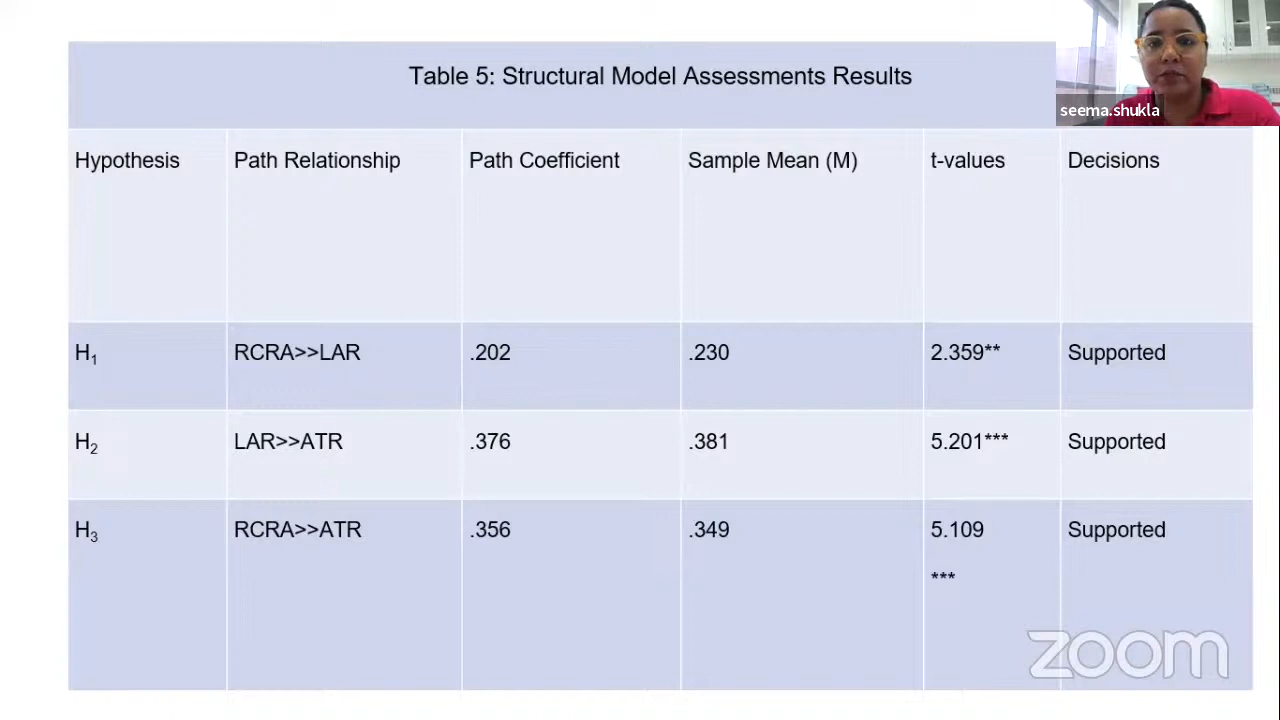 Table 5: Structural Model Assessments Results
seema.shukla
Hypothesis Path Relationship Path Coefficient Sample Mean (M) t-values Decisions
H₁ RCRA>>LAR .202 .230 2.359** Supported
H₂ LAR>>ATR .376 .381 5.201*** Supported
H₃ RCRA>>ATR .356 .349 5.109 Supported
***
zoom